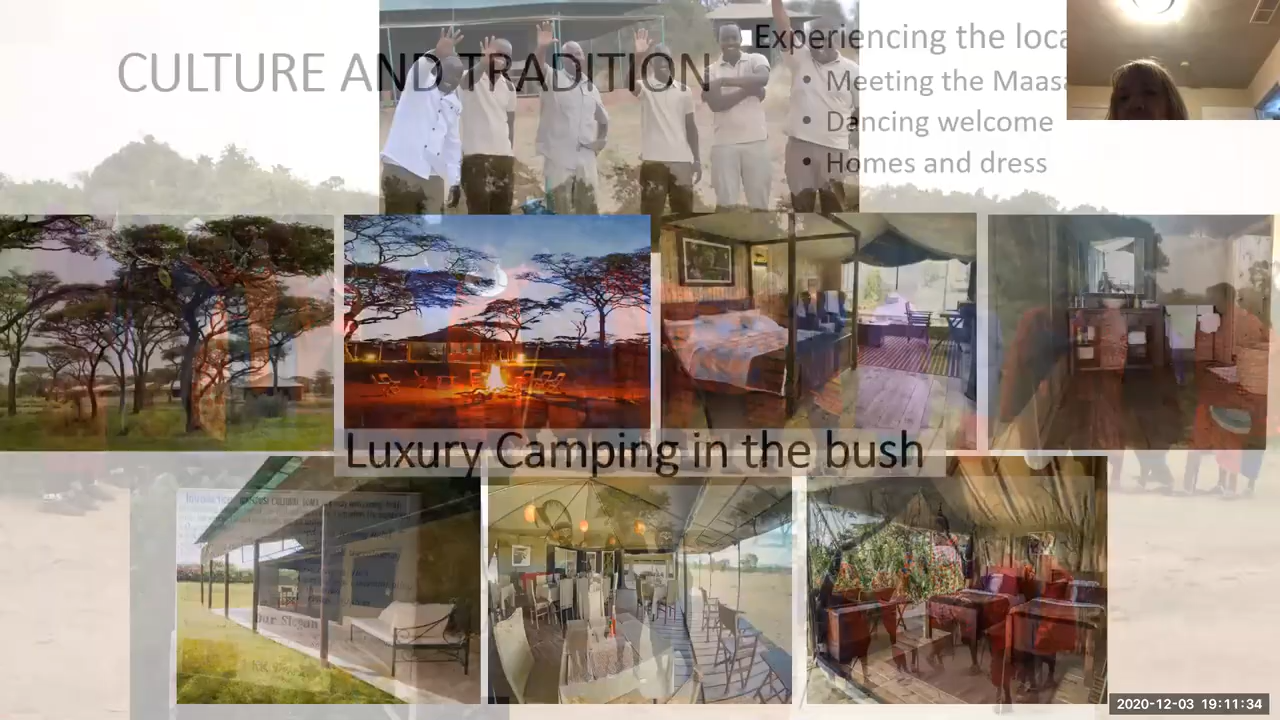 CULTURE AND TRADITION
Experiencing the loca
Meeting the Maasa
Dancing welcome
Homes and dress
Luxury Camping in the bush
our Slogan
2020-12-03 19:11:34